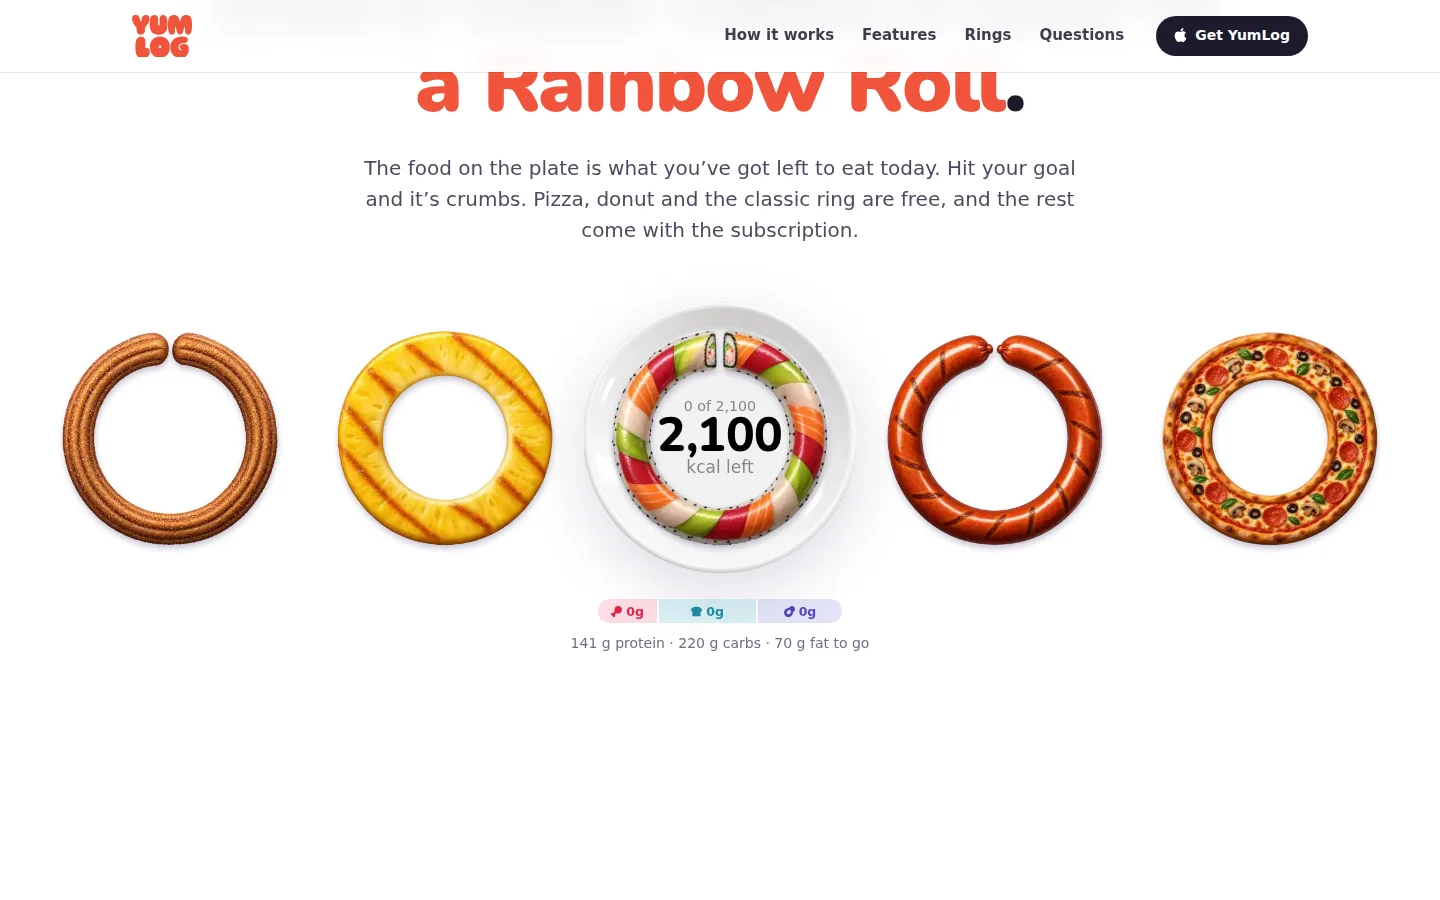 YUM
LOG
How it works
Features
Rings
Questions
Get YumLog
a Rainbow Roll.
The food on the plate is what you’ve got left to eat today. Hit your goal
and it’s crumbs. Pizza, donut and the classic ring are free, and the rest
come with the subscription.
0 of 2,100
2,100
kcal left
0g
0g
0g
141 g protein · 220 g carbs · 70 g fat to go